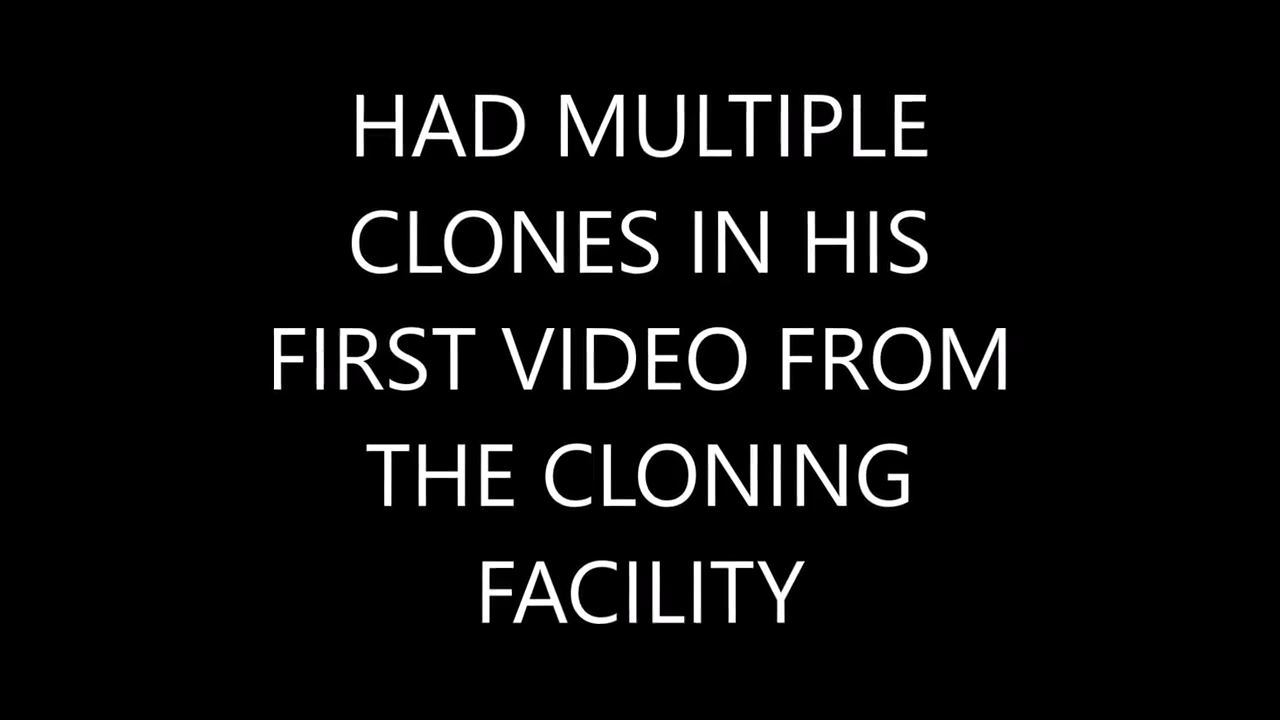 HAD MULTIPLE
CLONES IN HIS
FIRST VIDEO FROM
THE CLONING
FACILITY